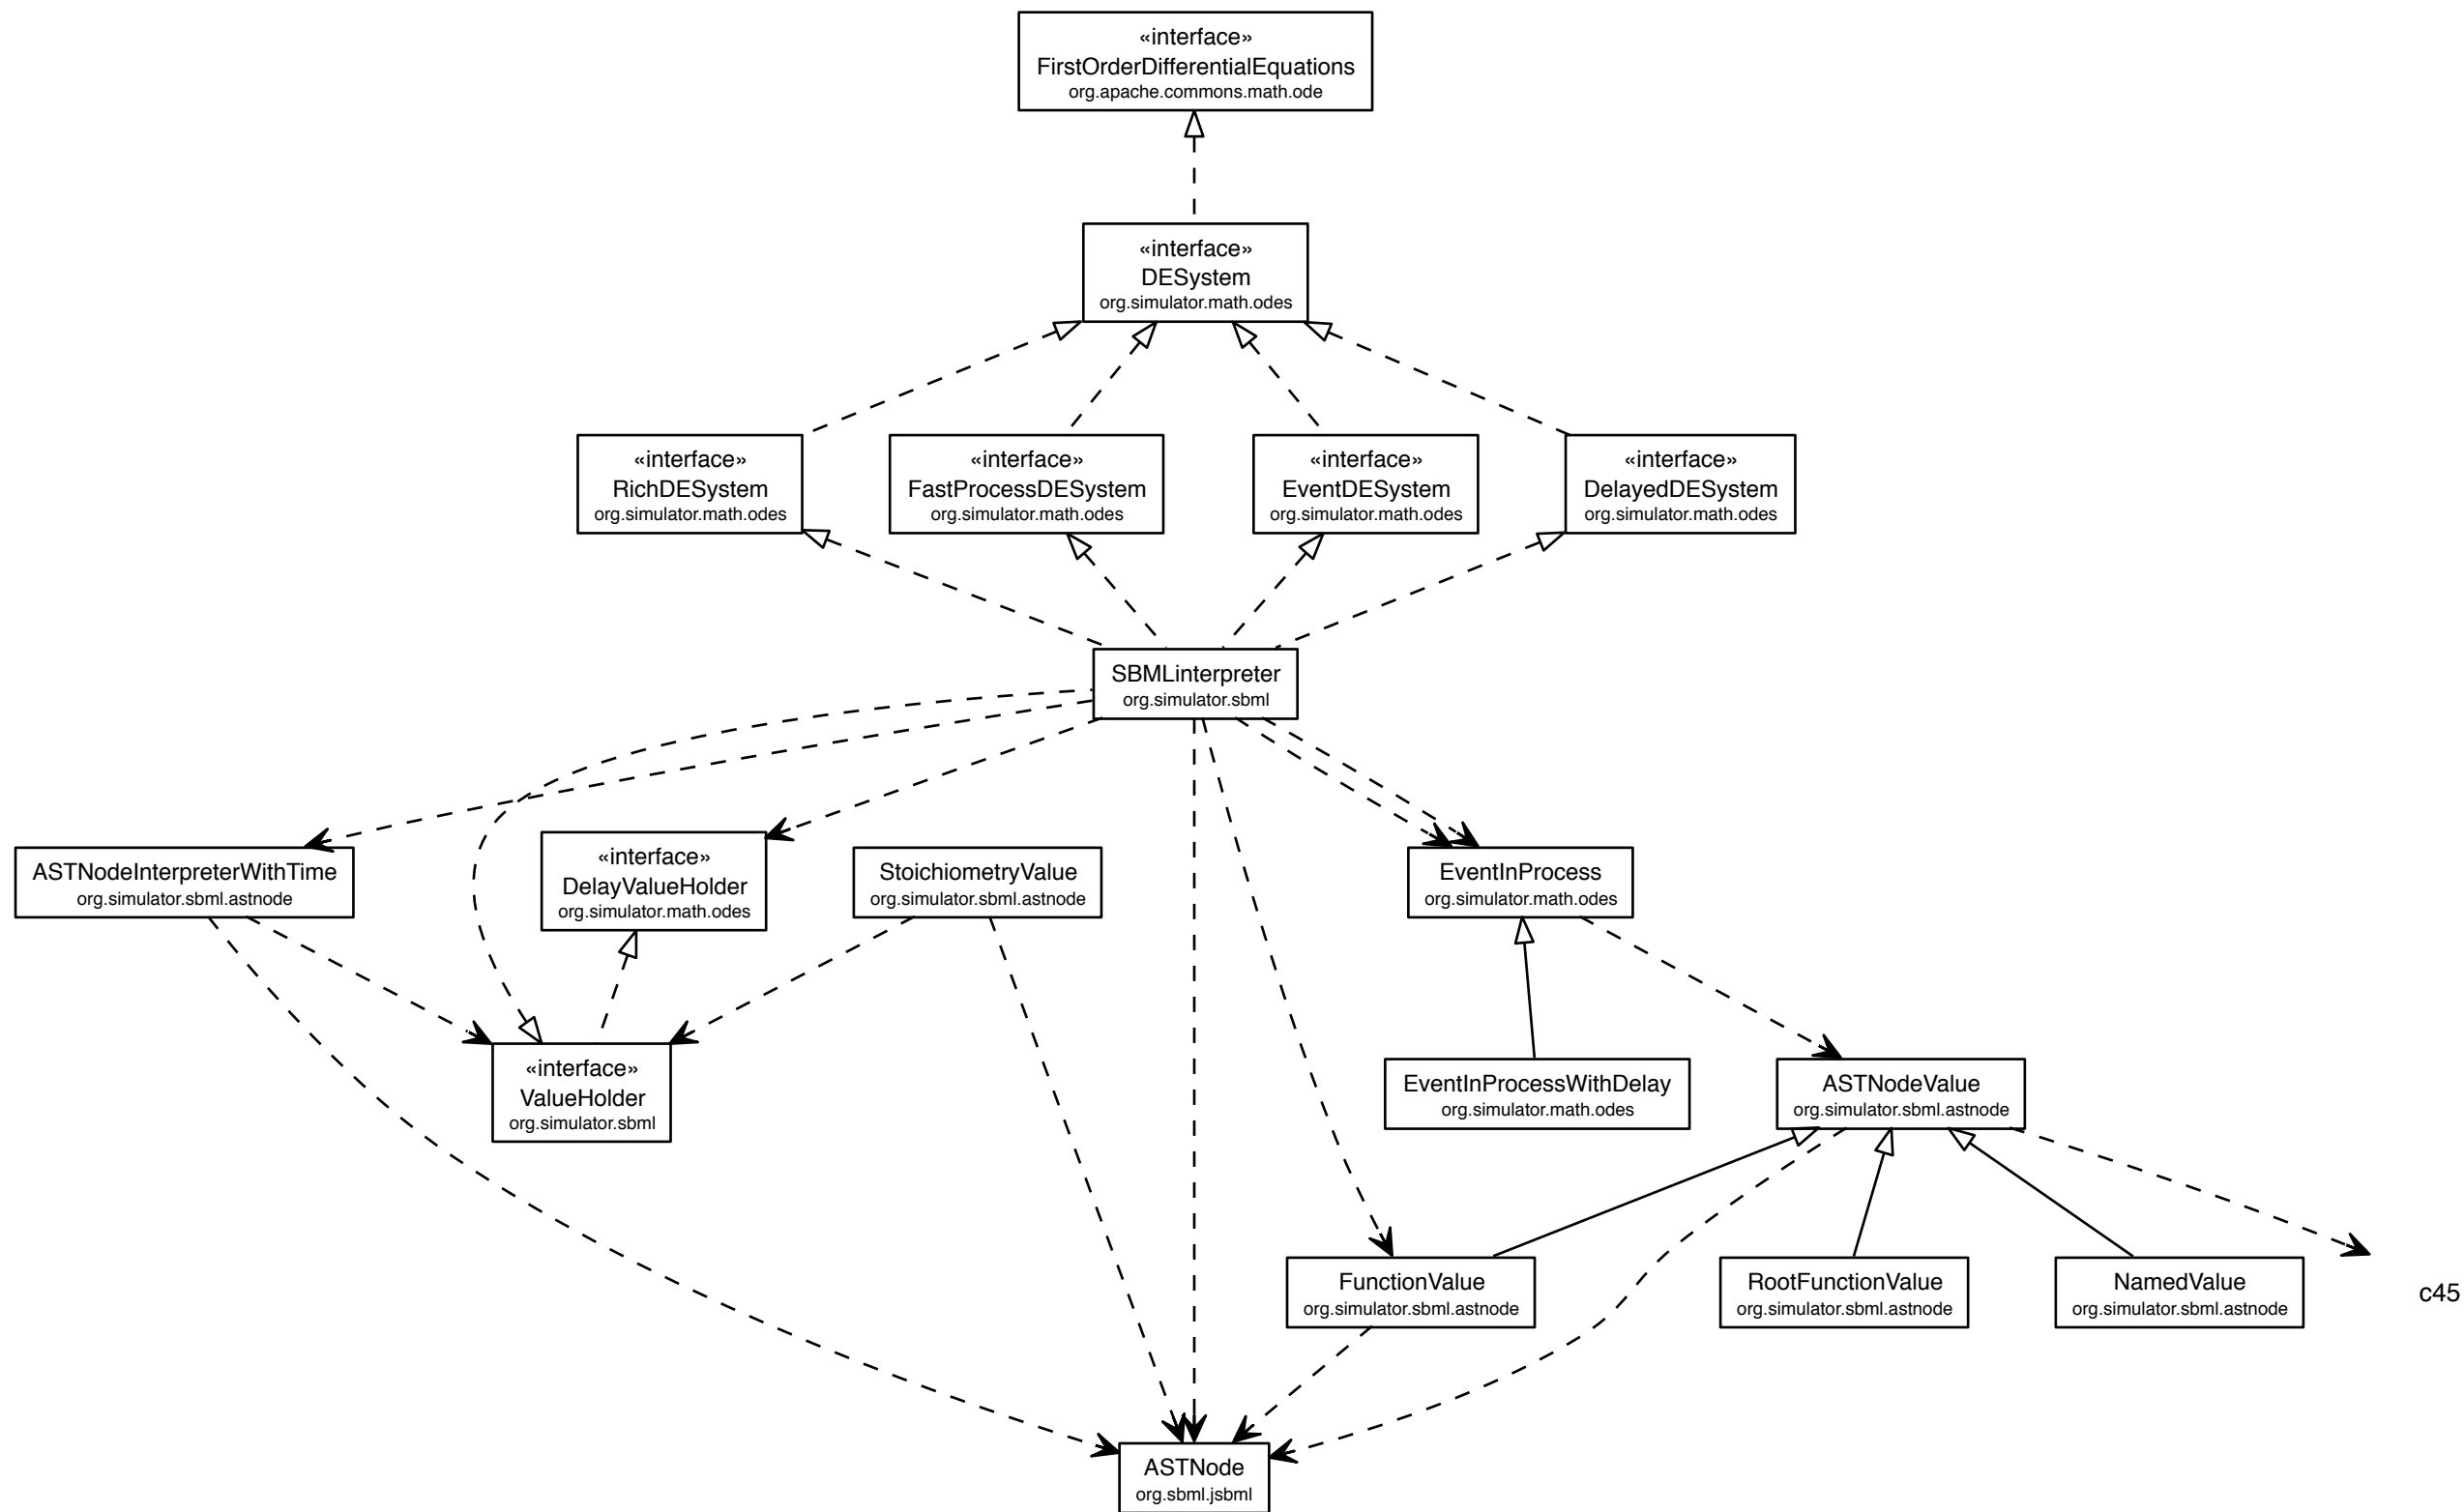 «interface»
FirstOrderDifferentialEquations
org.apache.commons.math.ode
«interface»
DESystem
org.simulator.math.odes
«interface»
RichDESystem
org.simulator.math.odes
«interface»
FastProcessDESystem
org.simulator.math.odes
«interface»
EventDESystem
org.simulator.math.odes
«interface»
DelayedDESystem
org.simulator.math.odes
SBMLinterpreter
org.simulator.sbml
ASTNodeInterpreterWithTime
org.simulator.sbml.astnode
«interface»
DelayValueHolder
org.simulator.math.odes
StoichiometryValue
org.simulator.sbml.astnode
EventInProcess
org.simulator.math.odes
«interface»
ValueHolder
org.simulator.sbml
EventInProcessWithDelay
org.simulator.math.odes
ASTNodeValue
org.simulator.sbml.astnode
FunctionValue
org.simulator.sbml.astnode
RootFunctionValue
org.simulator.sbml.astnode
NamedValue
org.simulator.sbml.astnode
c45
ASTNode
org.sbml.jsbml